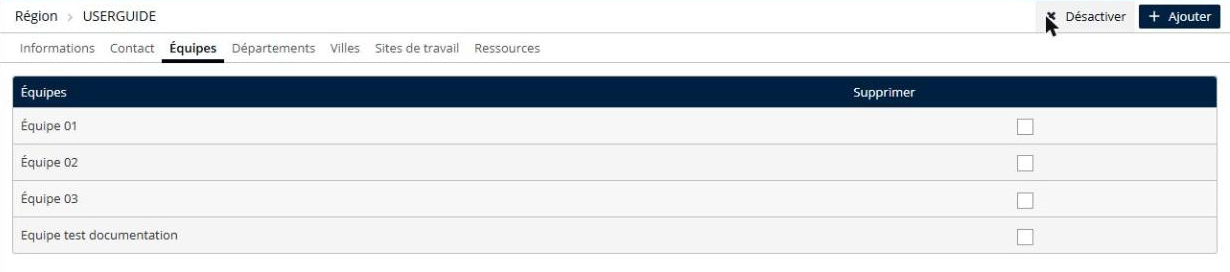 Région > USERGUIDE
Désactiver + Ajouter
Informations Contact Équipes Départements Villes Sites de travail Ressources
Équipes Supprimer
Équipe 01
Équipe 02
Équipe 03
Equipe test documentation